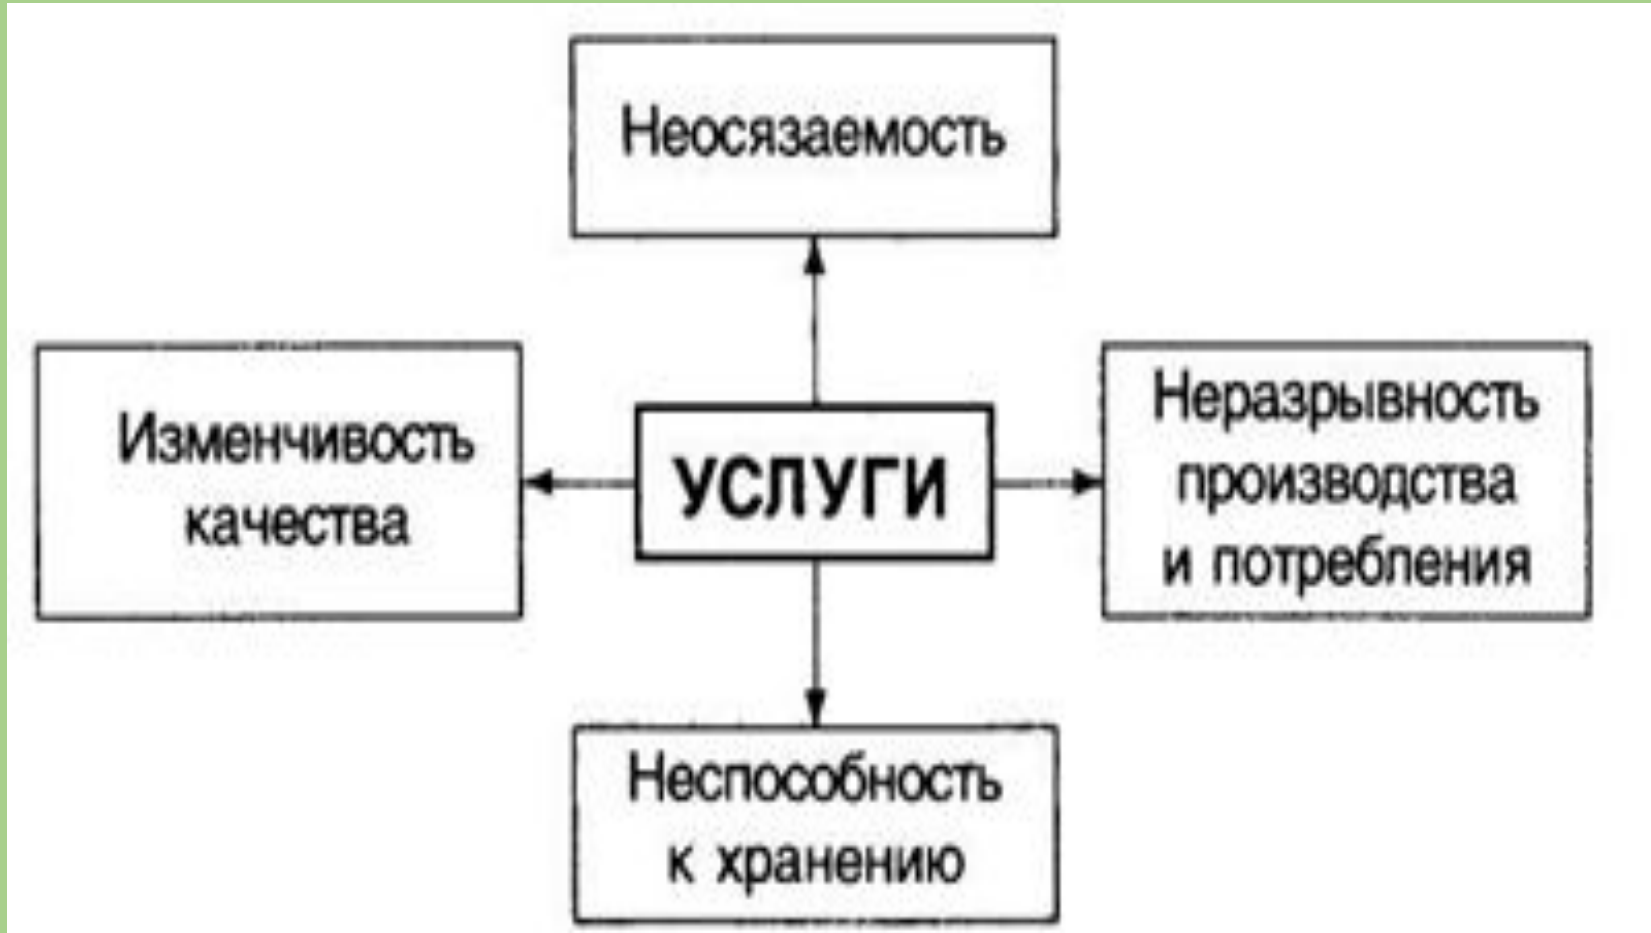 Неосязаемость
Изменчивость
качества
УСЛУГИ
Неразрывность
производства
и потребления
Неспособность
к хранению